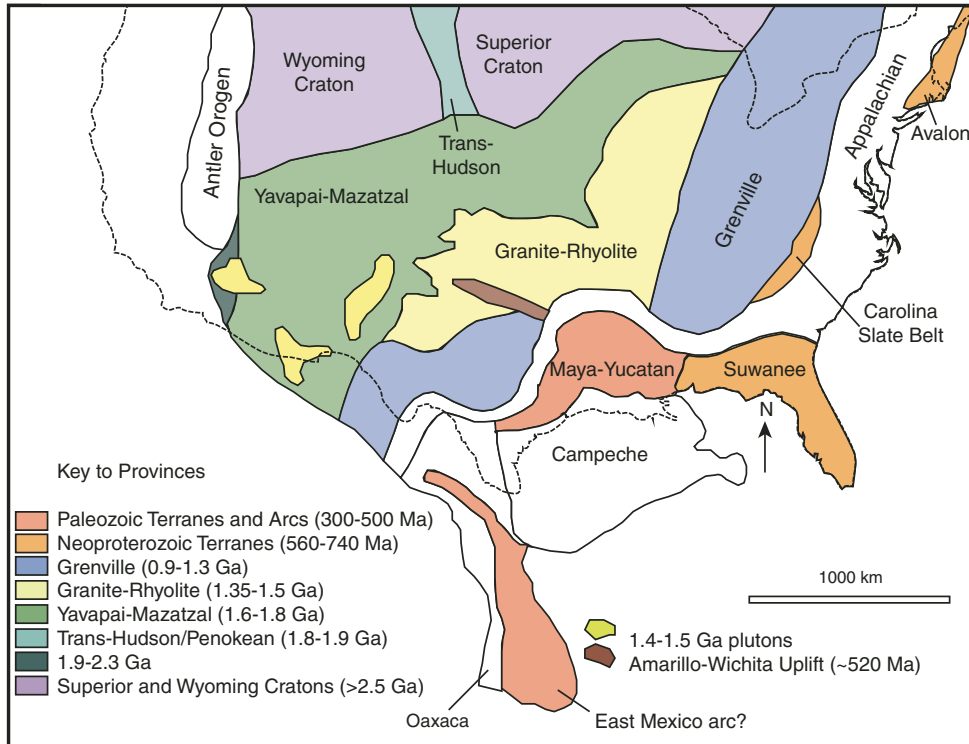 Wyoming
Craton
Superior
Craton
Antler Orogen
Trans-
Hudson
Appalachian
Avalon
Yavapai-Mazatzal
Grenville
Granite-Rhyolite
Carolina
Slate Belt
Maya-Yucatan
Suwanee
N
Campeche
Key to Provinces
Paleozoic Terranes and Arcs (300-500 Ma)
Neoproterozoic Terranes (560-740 Ma)
Grenville (0.9-1.3 Ga)
Granite-Rhyolite (1.35-1.5 Ga)
Yavapai-Mazatzal (1.6-1.8 Ga)
Trans-Hudson/Penokean (1.8-1.9 Ga)
1.9-2.3 Ga
Superior and Wyoming Cratons (>2.5 Ga)
1000 km
1.4-1.5 Ga plutons
Amarillo-Wichita Uplift (~520 Ma)
Oaxaca
East Mexico arc?